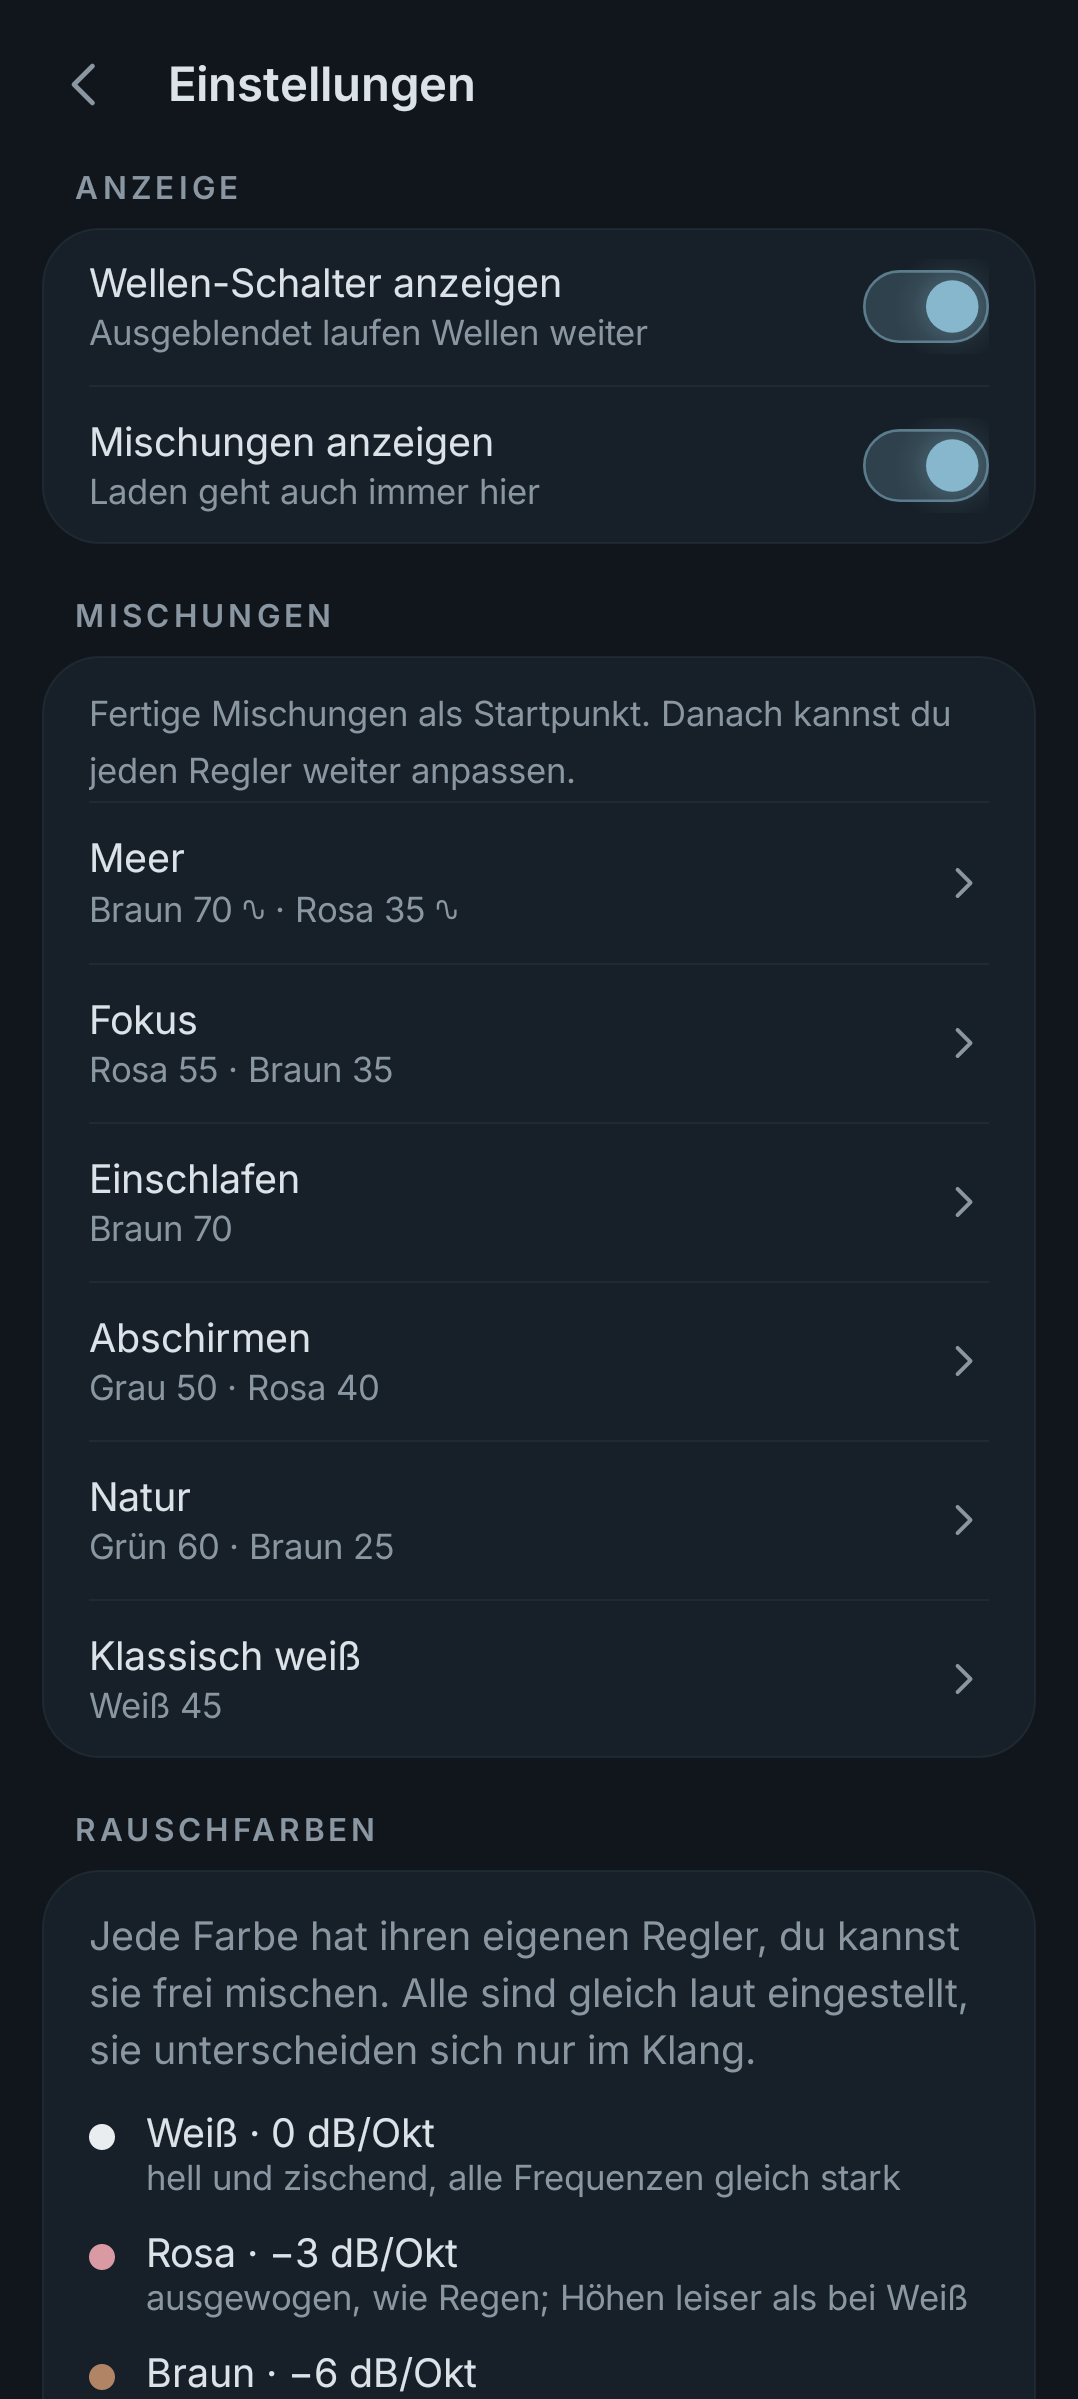 Einstellungen
ANZEIGE
Wellen-Schalter anzeigen
Ausgeblendet laufen Wellen weiter
Mischungen anzeigen
Laden geht auch immer hier
MISCHUNGEN
Fertige Mischungen als Startpunkt. Danach kannst du
jeden Regler weiter anpassen.
Meer
Braun 70 ∿ · Rosa 35 ∿
Fokus
Rosa 55 · Braun 35
Einschlafen
Braun 70
Abschirmen
Grau 50 · Rosa 40
Natur
Grün 60 · Braun 25
Klassisch weiß
Weiß 45
RAUSCHFARBEN
Jede Farbe hat ihren eigenen Regler, du kannst
sie frei mischen. Alle sind gleich laut eingestellt,
sie unterscheiden sich nur im Klang.
Weiß · 0 dB/Okt
hell und zischend, alle Frequenzen gleich stark
Rosa · −3 dB/Okt
ausgewogen, wie Regen; Höhen leiser als bei Weiß
Braun · −6 dB/Okt